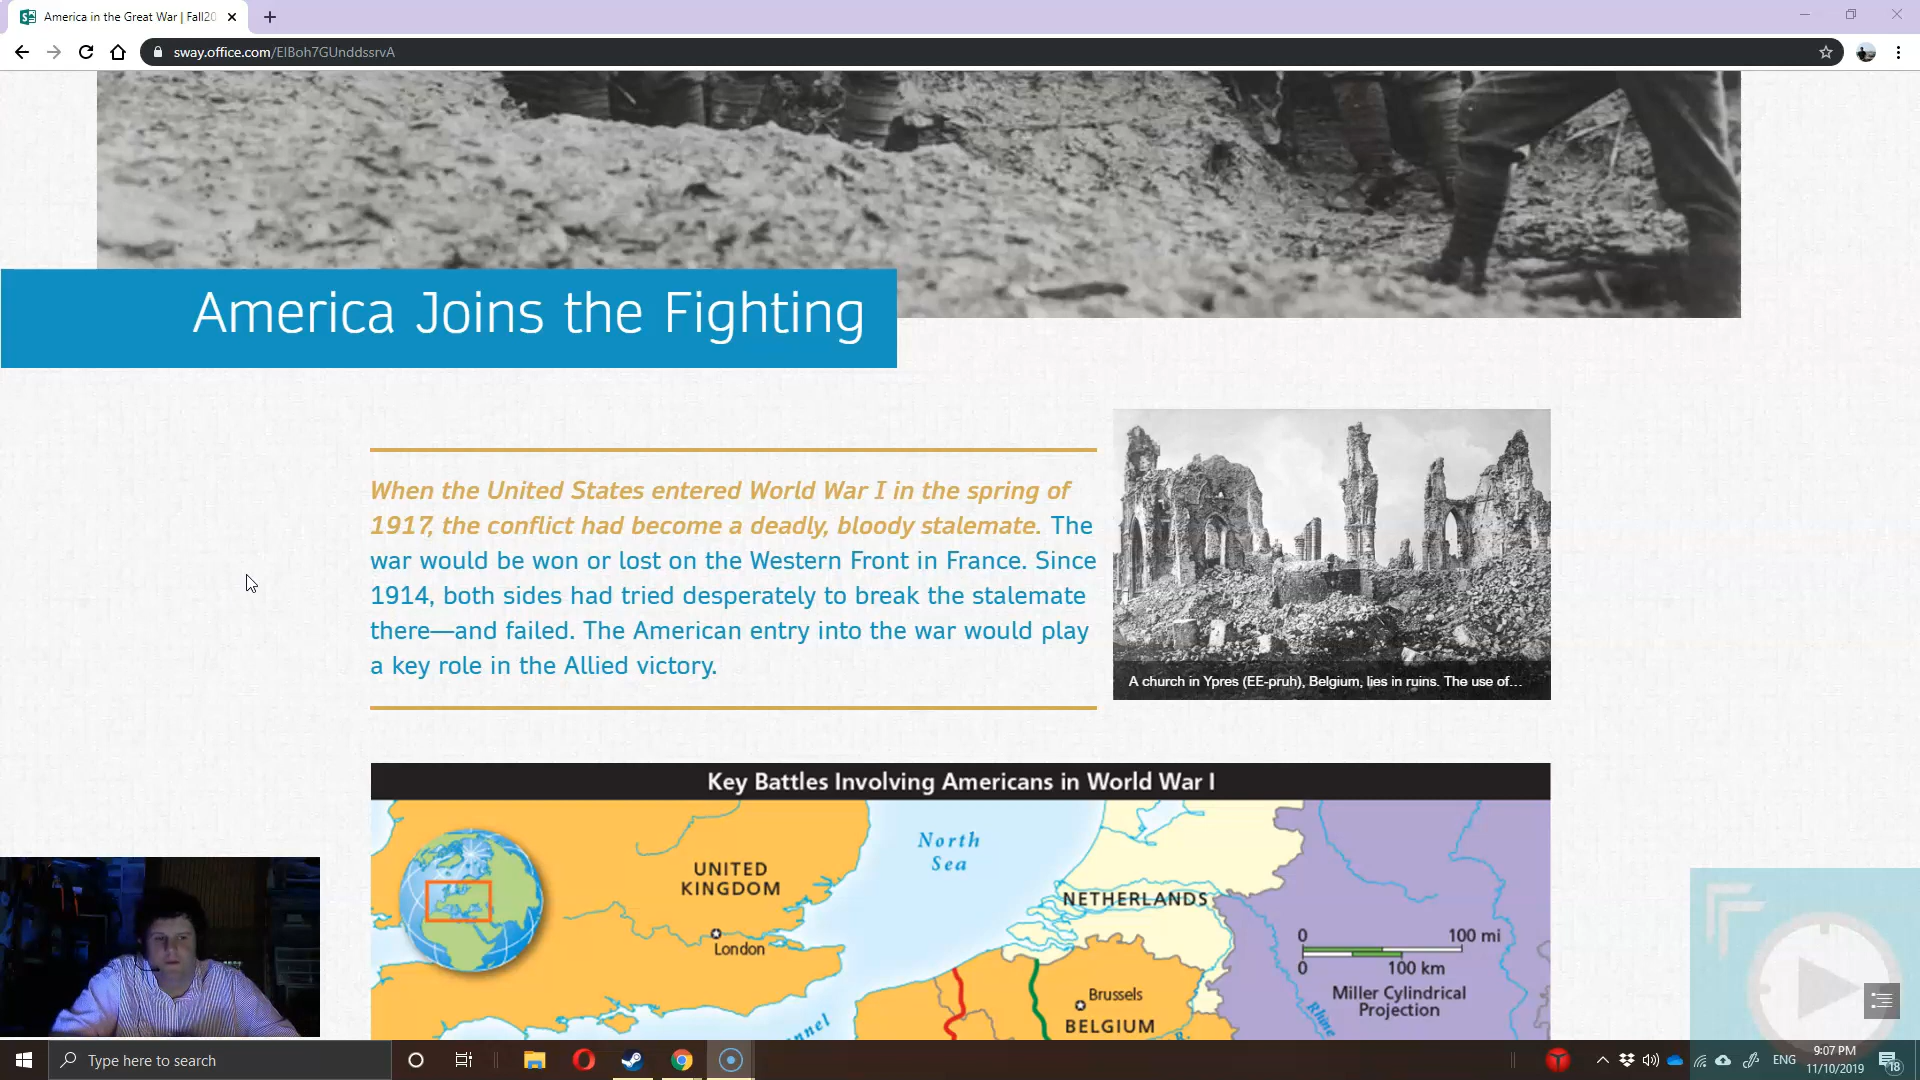 America in the Great War | Fall20
sway.office.com/EIBoh7GUnddssrvA
America Joins the Fighting
When the United States entered World War I in the spring of
1917, the conflict had become a deadly, bloody stalemate. The
war would be won or lost on the Western Front in France. Since
1914, both sides had tried desperately to break the stalemate
there—and failed. The American entry into the war would play
a key role in the Allied victory.
A church in Ypres (EE-pruh), Belgium, lies in ruins. The use of...
Key Battles Involving Americans in World War I
North
Sea
UNITED
KINGDOM
NETHERLANDS
London
0 100 mi
0 100 km
Miller Cylindrical
Projection
Brussels
BELGIUM
Rhine
Type here to search
ENG
9:07 PM
11/10/2019
18